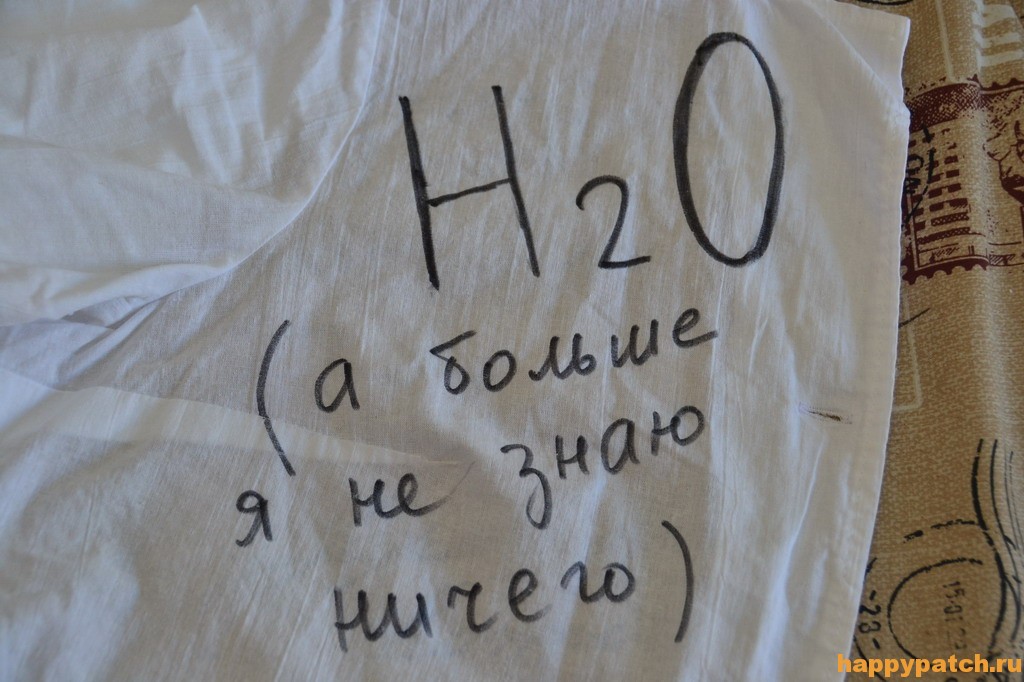 H2O
(а больше
я не знаю
ничего)
happypatch.ru